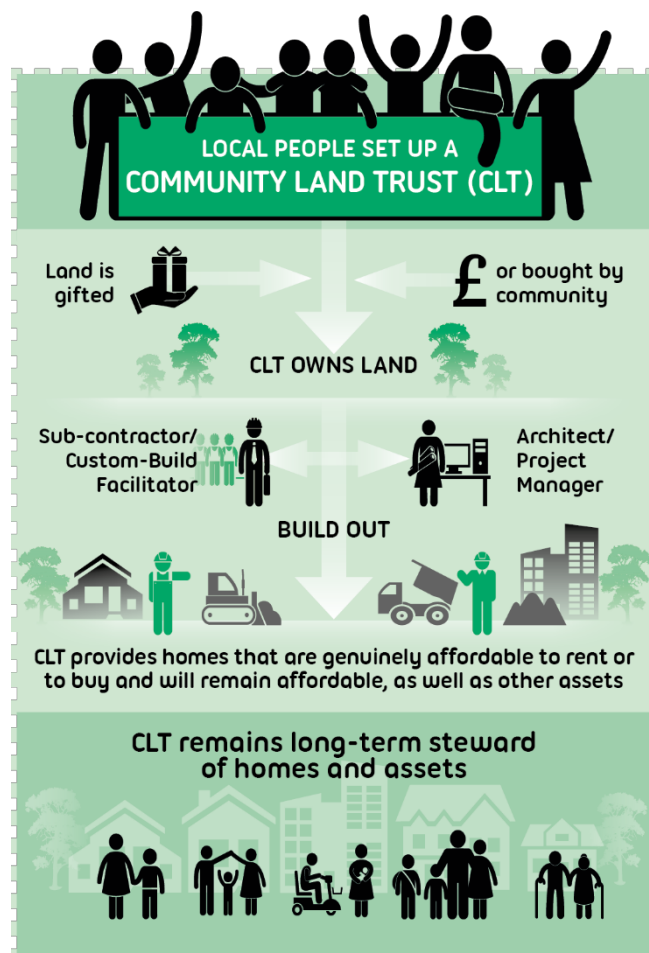 LOCAL PEOPLE SET UP A
COMMUNITY LAND TRUST (CLT)
Land is
gifted
£
or bought by
community
CLT OWNS LAND
Sub-contractor/
Custom-Build
Facilitator
Architect/
Project
Manager
BUILD OUT
CLT provides homes that are genuinely affordable to rent or
to buy and will remain affordable, as well as other assets
CLT remains long-term steward
of homes and assets